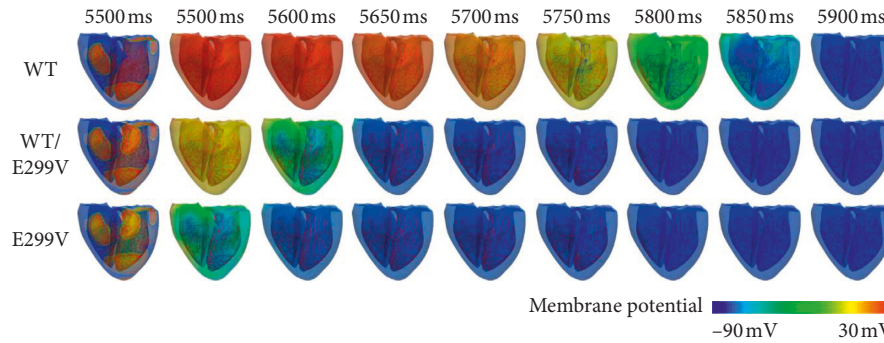 5500 ms 5500 ms 5600 ms 5650 ms 5700 ms 5750 ms 5800 ms 5850 ms 5900 ms
WT
WT/
E299V
E299V
Membrane potential
–90 mV 30 mV